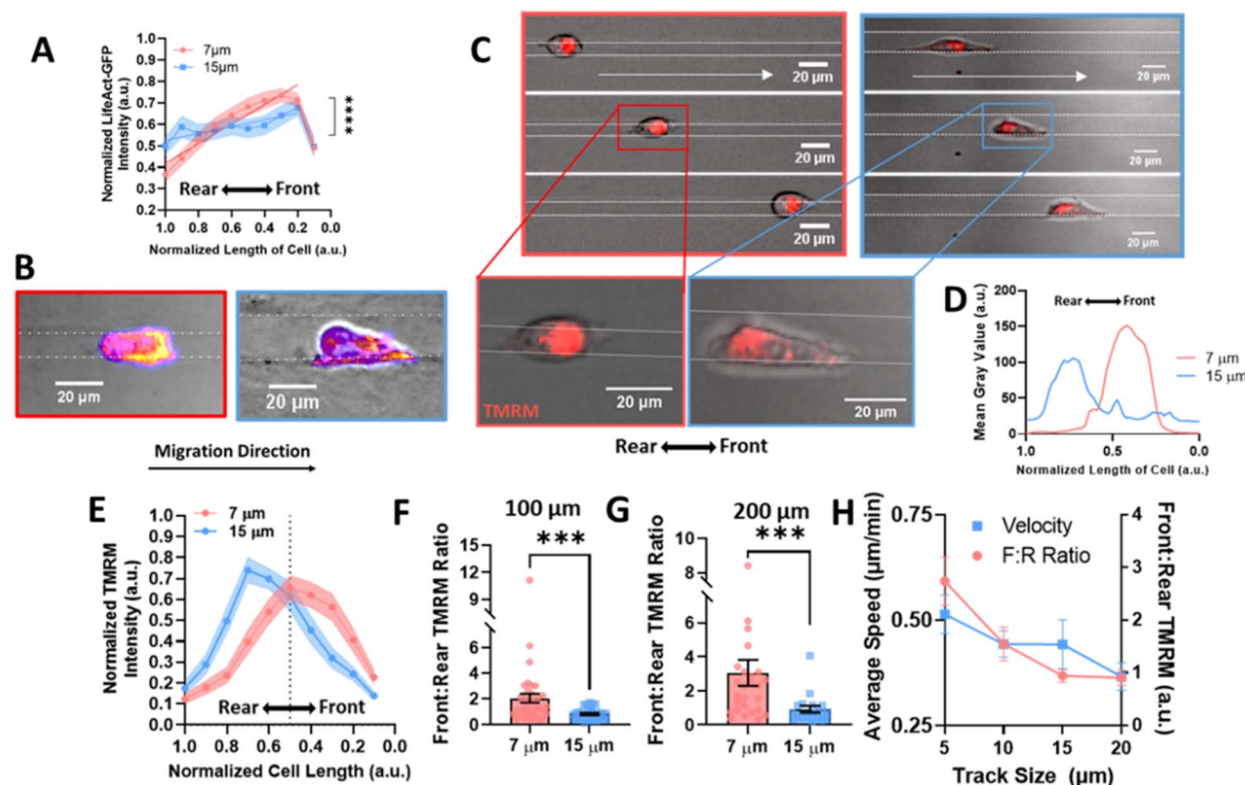 A
Normalized LifeAct-GFP
Intensity (a.u.)
1.0
0.9
0.8
0.7
0.6
0.5
0.4
0.3
0.2
7μm
15μm
****
Rear Front
1.0 0.8 0.6 0.4 0.2 0.0
Normalized Length of Cell (a.u.)
B
20 μm
20 μm
Migration Direction
C
20 μm
20 μm
20 μm
20 μm
20 μm
20 μm
TMRM
20 μm
20 μm
Rear Front
D
Mean Gray Value (a.u.)
200
150
100
50
0
Rear Front
7 μm
15 μm
1.0 0.5 0.0
Normalized Length of Cell (a.u.)
E
Normalized TMRM
Intensity (a.u.)
1.0
0.9
0.8
0.7
0.6
0.5
0.4
0.3
0.2
0.1
0.0
7 μm
15 μm
Rear Front
1.0 0.8 0.6 0.4 0.2 0.0
Normalized Cell Length (a.u.)
F
100 μm
***
Front:Rear TMRM Ratio
15
12
9
6
4
2
0
7 μm 15 μm
G
200 μm
***
Front:Rear TMRM Ratio
10
8
6
4
2
0
7 μm 15 μm
H
Average Speed (μm/min)
0.75
0.50
0.25
Velocity
F:R Ratio
4
3
2
1
0
Front:Rear TMRM (a.u.)
5 10 15 20
Track Size (μm)